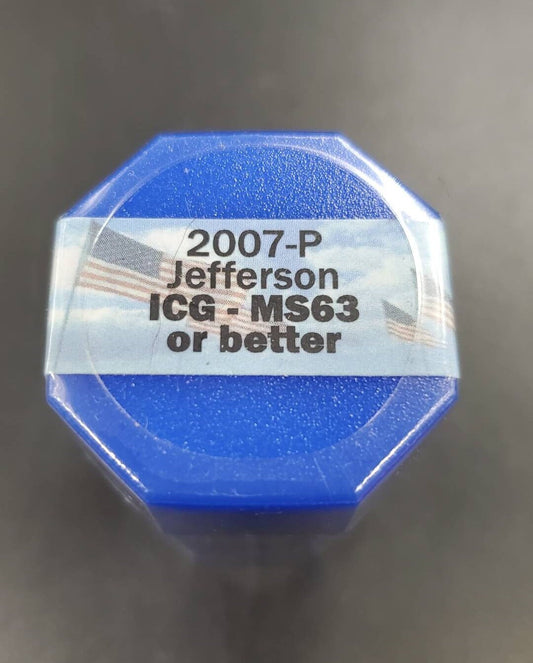 2007-P
Jefferson
ICG - MS63
or better